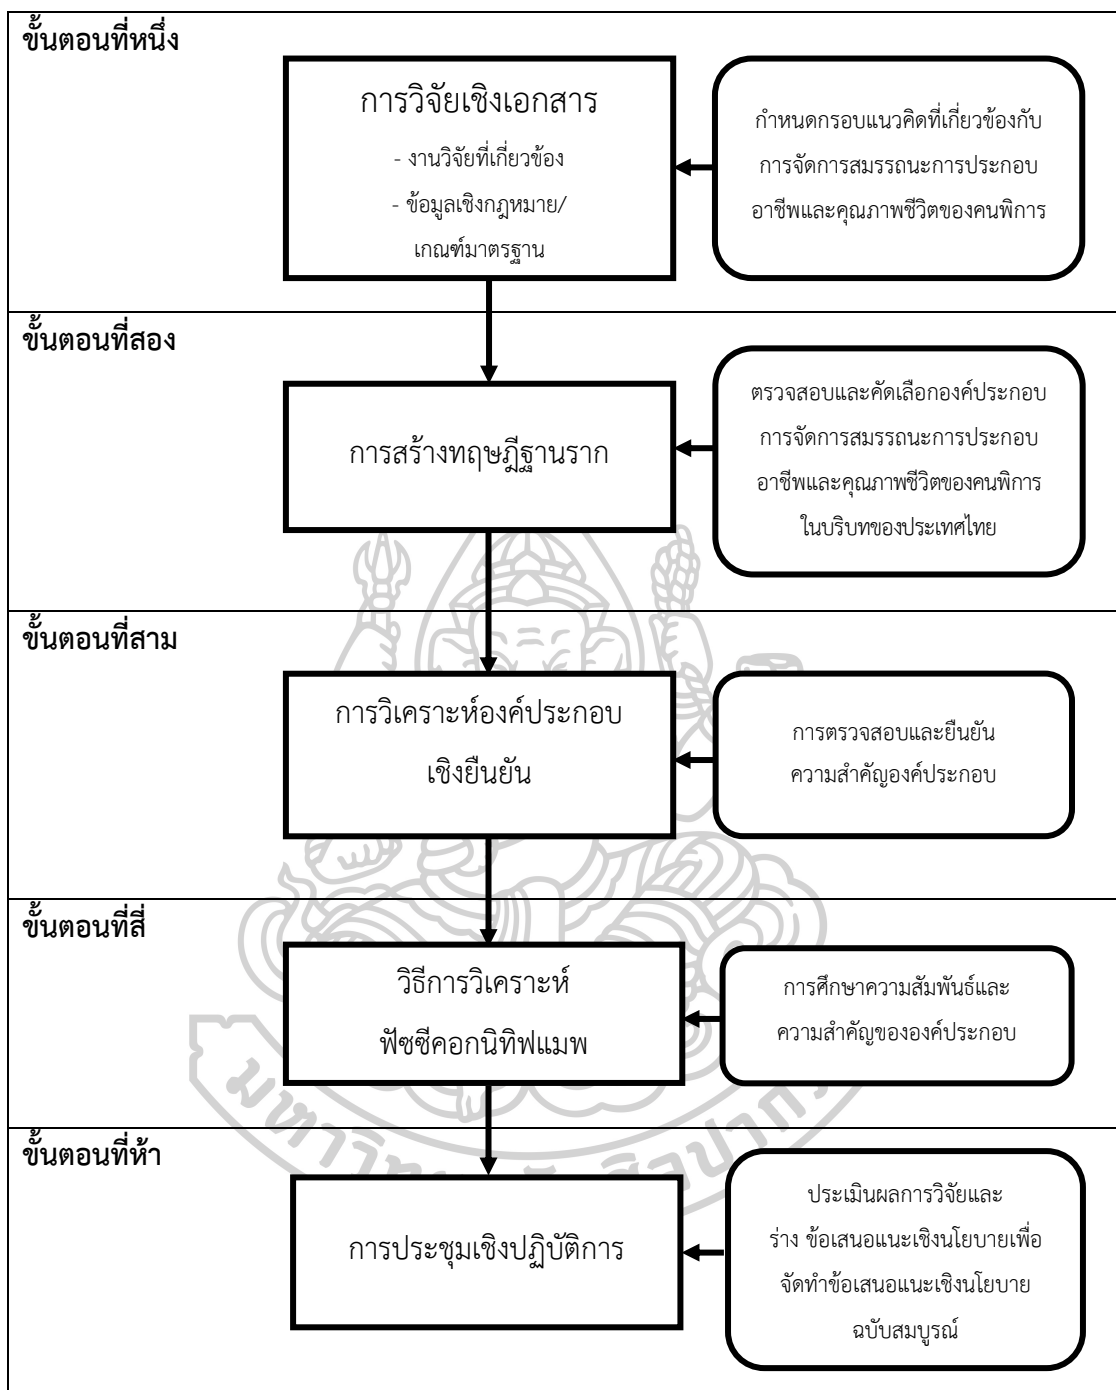 ขั้นตอนที่หนึ่ง
การวิจัยเชิงเอกสาร
- งานวิจัยที่เกี่ยวข้อง
- ข้อมูลเชิงกฎหมาย/
เกณฑ์มาตรฐาน
กำหนดกรอบแนวคิดที่เกี่ยวข้องกับ
การจัดการสมรรถนะการประกอบ
อาชีพและคุณภาพชีวิตของคนพิการ
ขั้นตอนที่สอง
การสร้างทฤษฎีฐานราก
ตรวจสอบและคัดเลือกองค์ประกอบ
การจัดการสมรรถนะการประกอบ
อาชีพและคุณภาพชีวิตของคนพิการ
ในบริบทของประเทศไทย
ขั้นตอนที่สาม
การวิเคราะห์องค์ประกอบ
เชิงยืนยัน
การตรวจสอบและยืนยัน
ความสำคัญองค์ประกอบ
ขั้นตอนที่สี่
วิธีการวิเคราะห์
ฟัซซีคอกนิทิฟแมพ
การศึกษาความสัมพันธ์และ
ความสำคัญขององค์ประกอบ
ขั้นตอนที่ห้า
การประชุมเชิงปฏิบัติการ
ประเมินผลการวิจัยและ
ร่าง ข้อเสนอแนะเชิงนโยบายเพื่อ
จัดทำข้อเสนอแนะเชิงนโยบาย
ฉบับสมบูรณ์